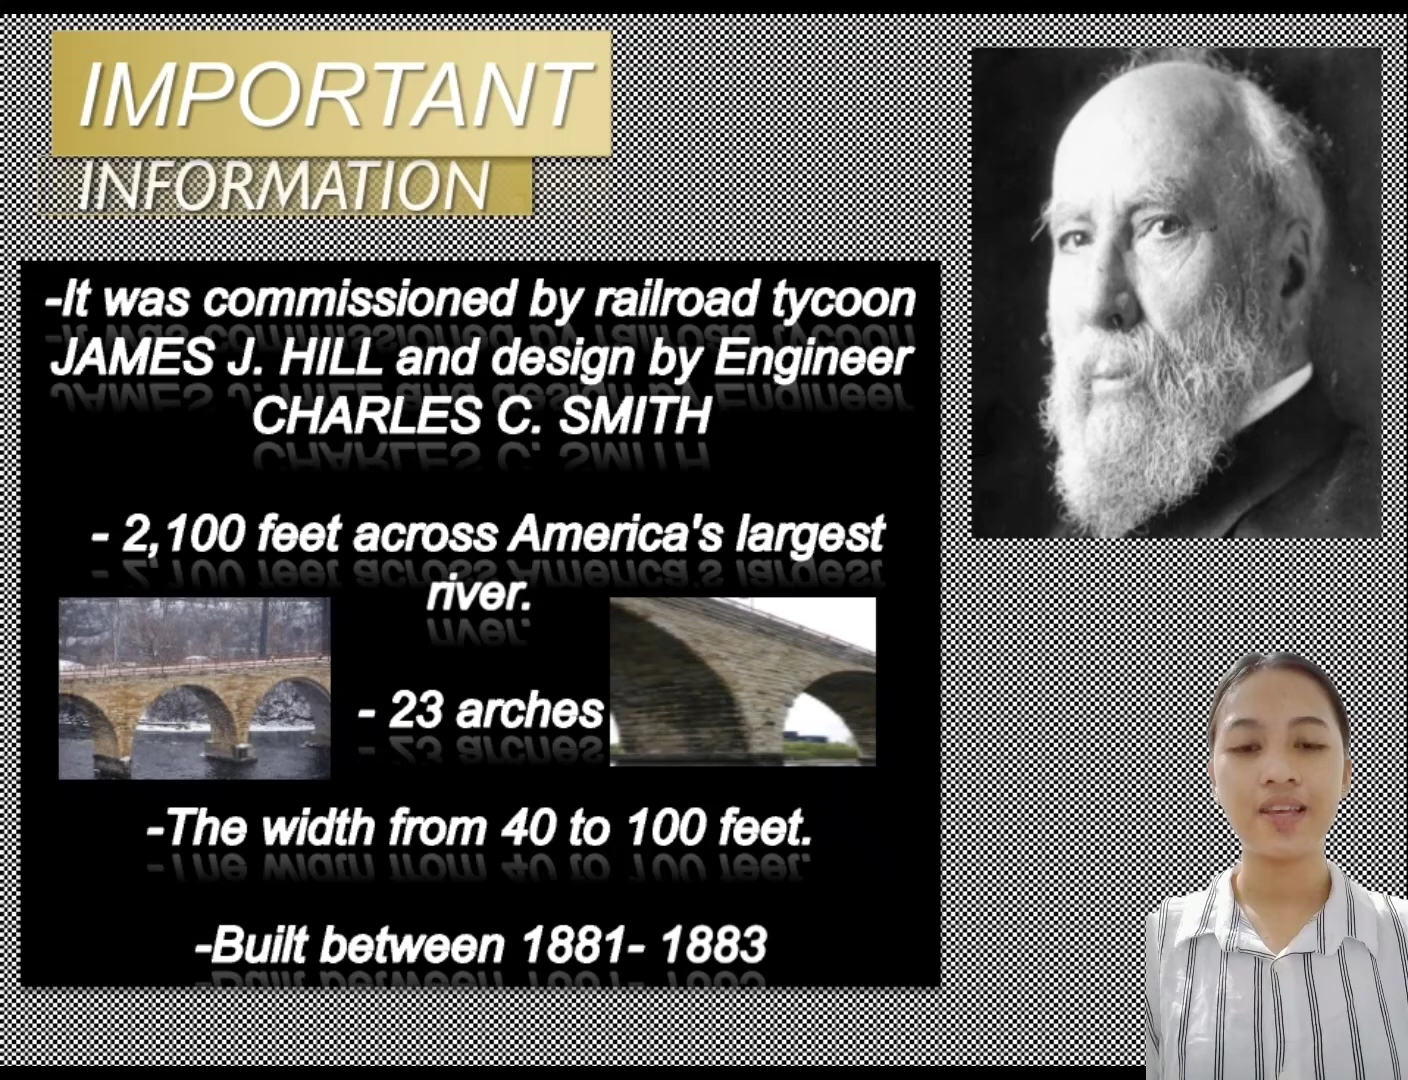 IMPORTANT
INFORMATION
-It was commissioned by railroad tycoon
JAMES J. HILL and design by Engineer
CHARLES C. SMITH
- 2,100 feet across America's largest
river.
- 23 arches
-The width from 40 to 100 feet.
-Built between 1881- 1883